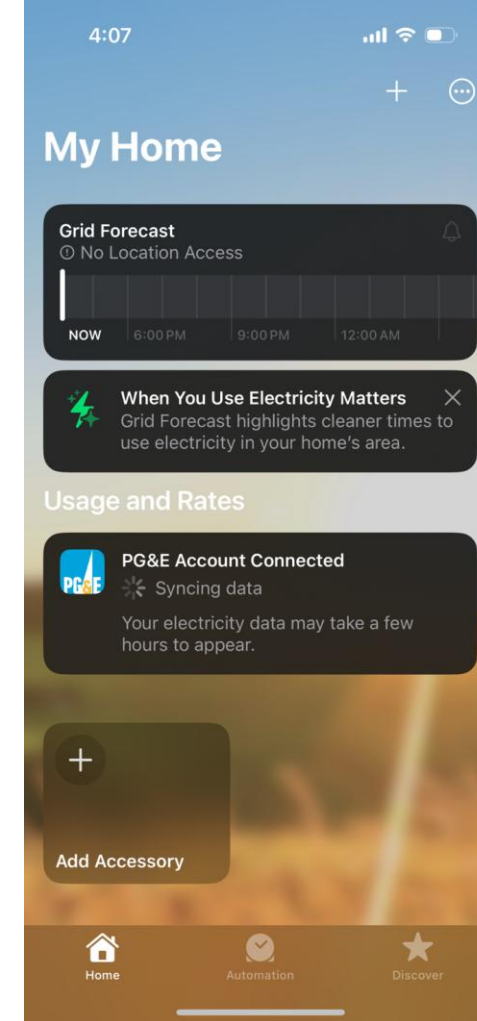 4:07
My Home
Grid Forecast
No Location Access
NOW 6:00 PM 9:00 PM 12:00 AM
When You Use Electricity Matters
Grid Forecast highlights cleaner times to
use electricity in your home's area.
Usage and Rates
PG&E
PG&E Account Connected
Syncing data
Your electricity data may take a few
hours to appear.
Add Accessory
Home Automation Discover